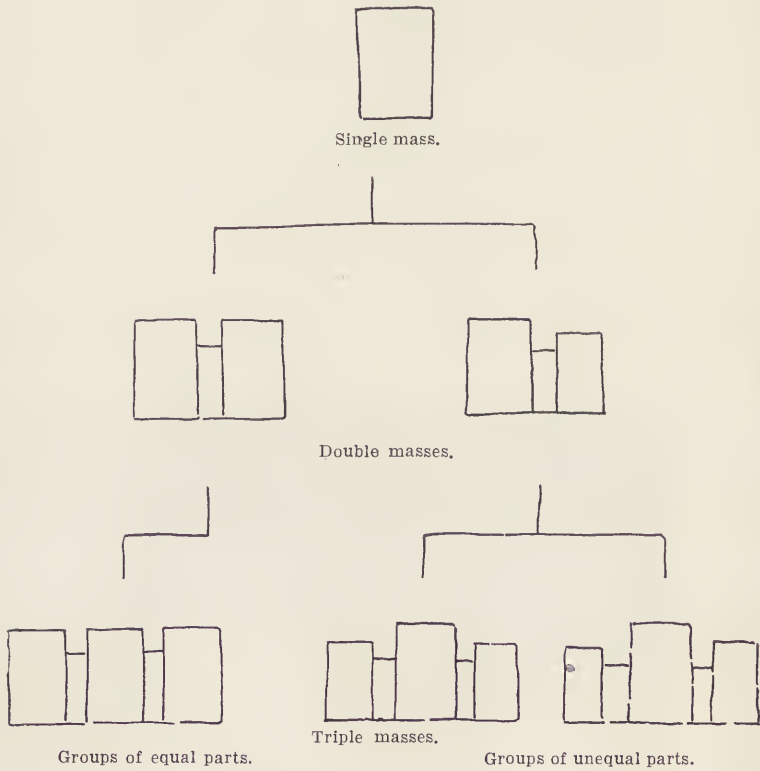 Single mass.
Double masses.
Triple masses.
Groups of equal parts.
Groups of unequal parts.